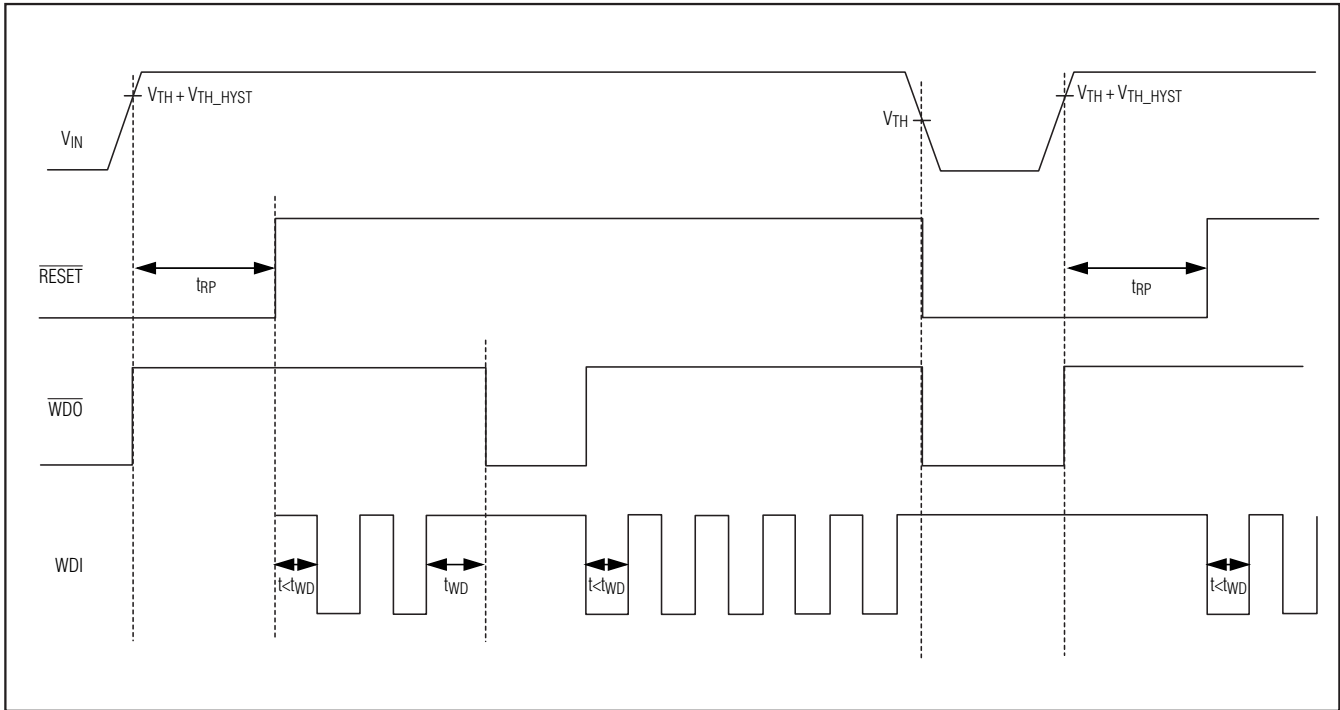 VTH + VTH_HYST
VTH + VTH_HYST
VTH
VIN
RESET
tRP
tRP
WDO
WDI
t<tWD
tWD
t<tWD
t<tWD